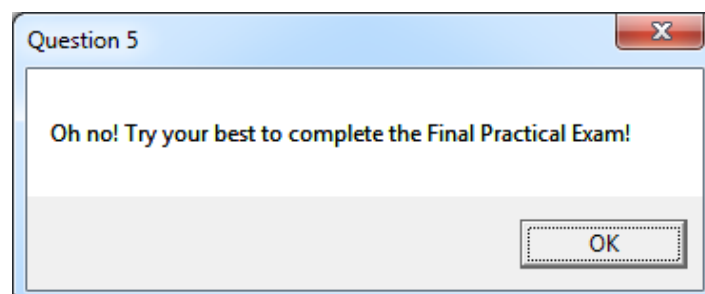 Question 5
Oh no! Try your best to complete the Final Practical Exam!
OK